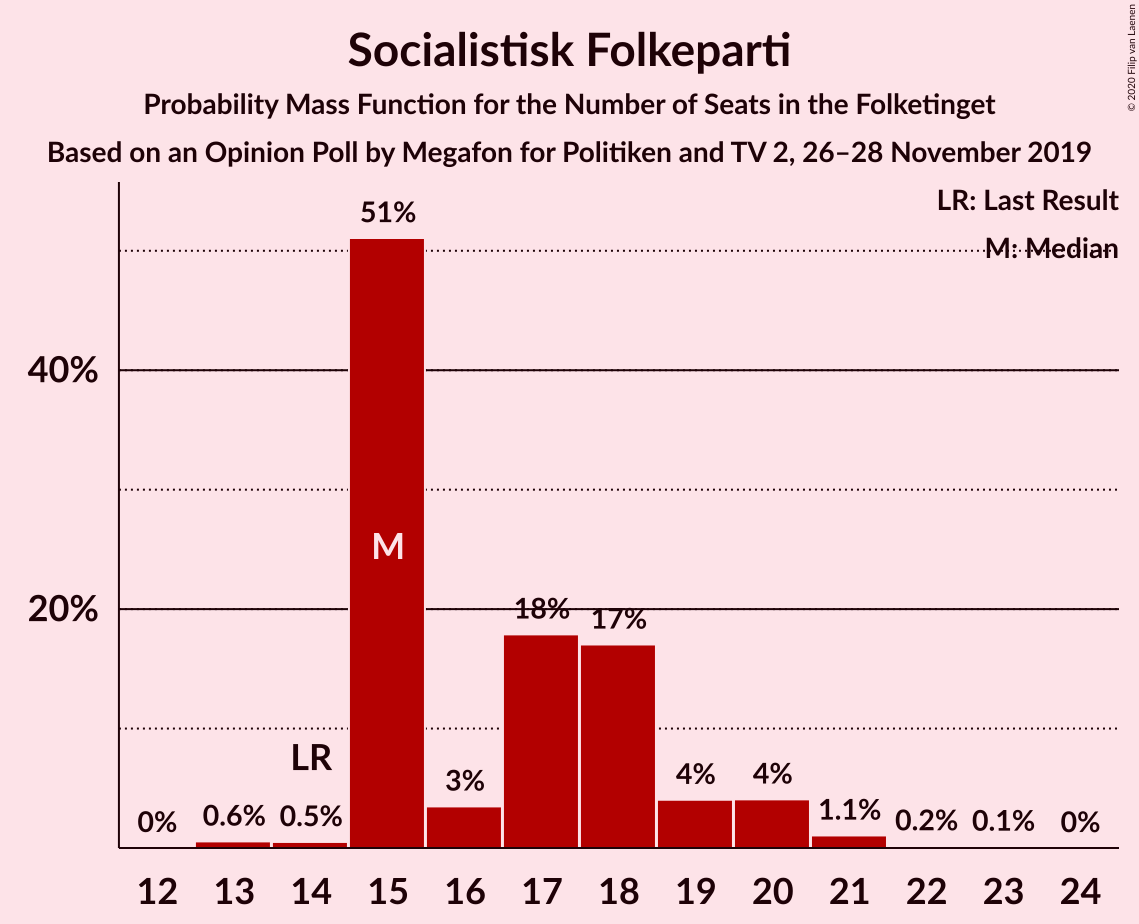 Socialistisk Folkeparti
Probability Mass Function for the Number of Seats in the Folketinget
Based on an Opinion Poll by Megafon for Politiken and TV 2, 26–28 November 2019
© 2020 Filip van Laenen
LR: Last Result
M: Median
51%
40%
M
20%
18%
17%
LR
3%
4%
4%
0%
0.6%
0.5%
1.1%
0.2%
0.1%
0%
12 13 14 15 16 17 18 19 20 21 22 23 24